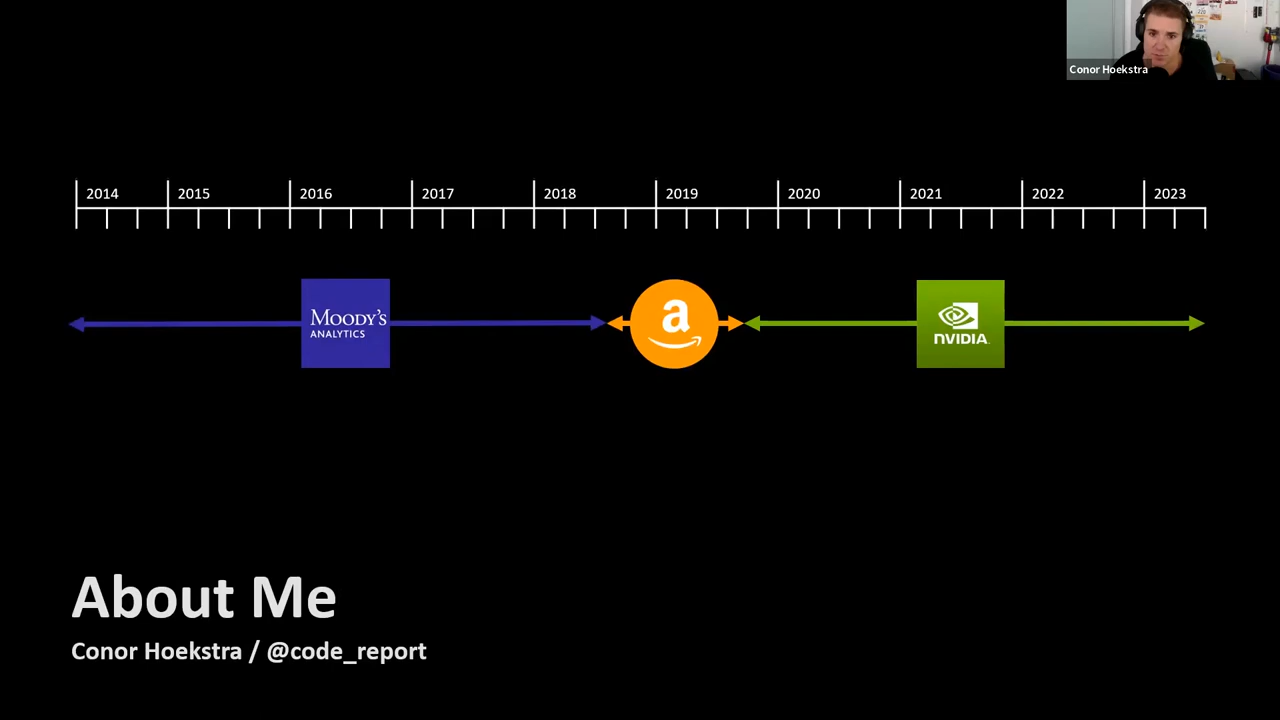 Conor Hoekstra
2014 2015 2016 2017 2018 2019 2020 2021 2022 2023
MOODY'S
ANALYTICS
a
nVIDIA
About Me
Conor Hoekstra / @code_report